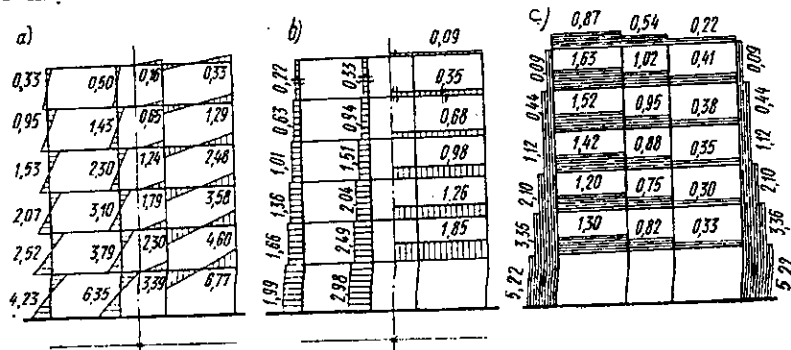 a)
0,33 0,50 0,16 0,33
0,95 1,43 0,65 1,29
1,53 2,30 1,24 2,48
2,07 3,10 1,79 3,58
2,52 3,79 2,30 4,60
4,23 6,35 3,39 6,77
b)
0,09
0,22 0,33 0,35
0,63 0,94 0,68
1,01 1,51 0,98
1,36 2,04 1,26
1,66 2,49 1,85
1,99 2,98
c)
0,87 0,54 0,22
0,09 1,63 1,02 0,41 0,09
0,44 1,52 0,95 0,38 0,44
1,12 1,42 0,88 0,35 1,12
2,10 1,20 0,75 0,30 2,10
3,36 1,30 0,82 0,33 3,36
5,22 5,22